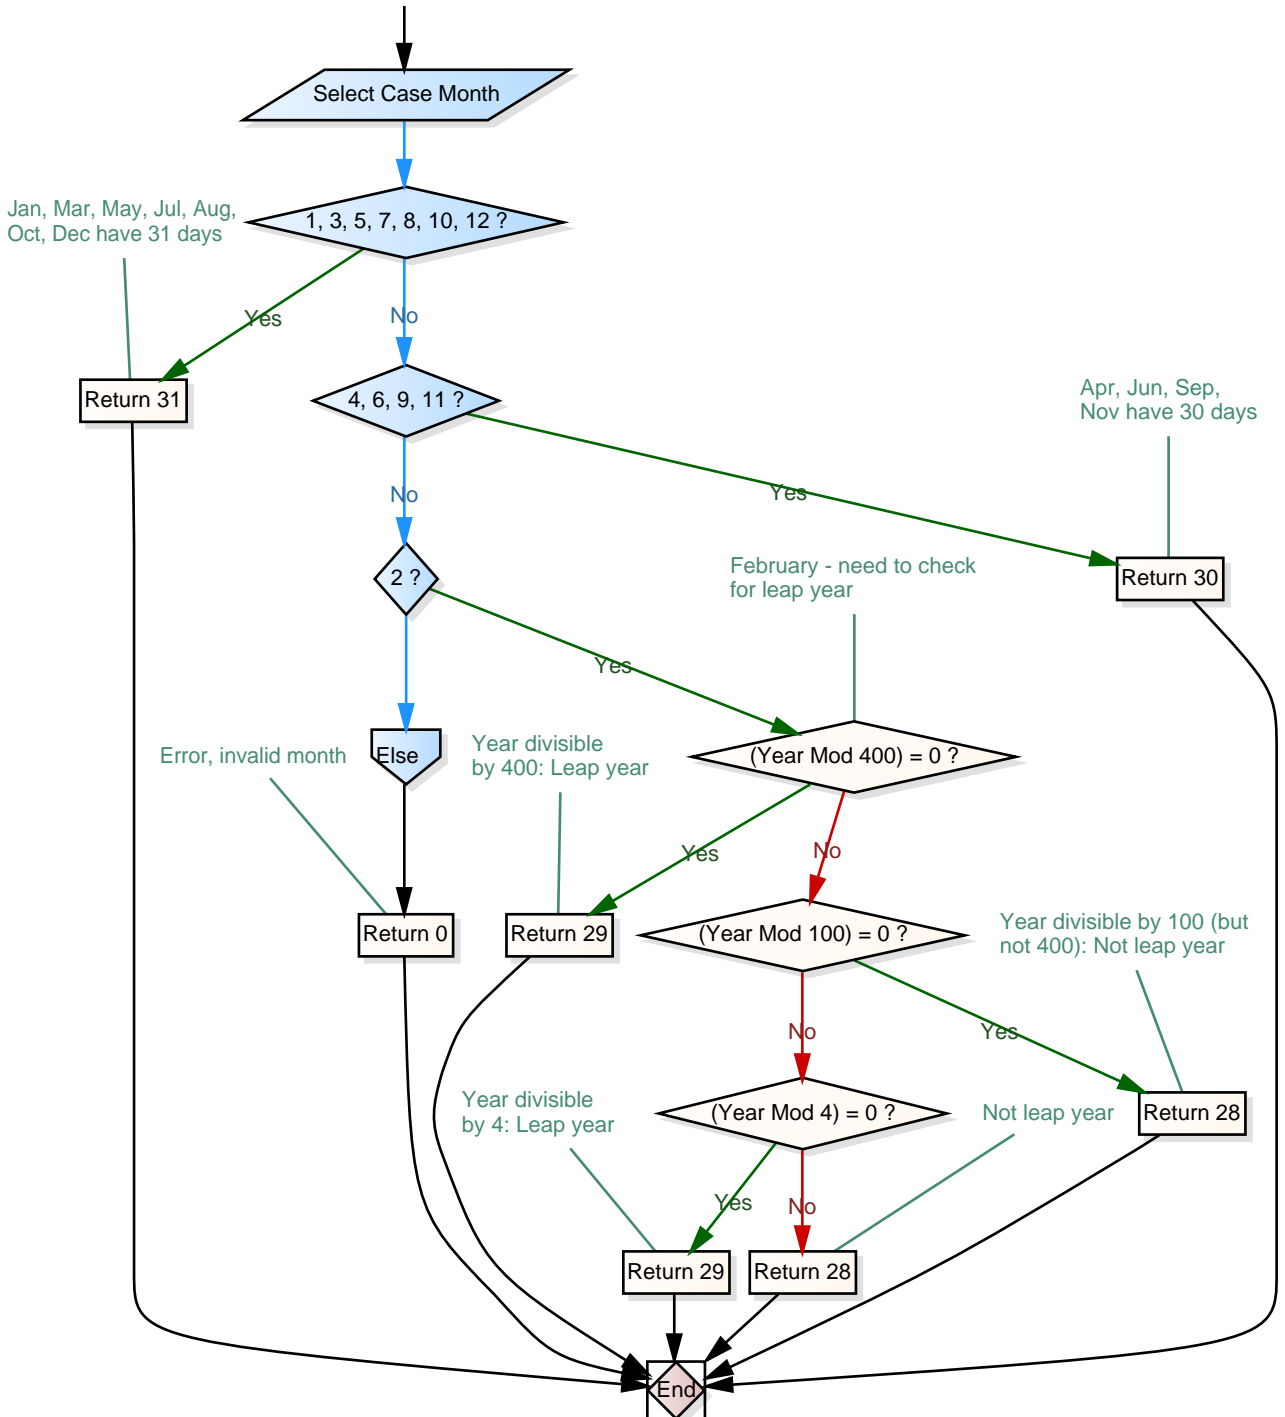 Select Case Month
Jan, Mar, May, Jul, Aug,
Oct, Dec have 31 days
1, 3, 5, 7, 8, 10, 12 ?
Yes
No
Return 31
4, 6, 9, 11 ?
Apr, Jun, Sep,
Nov have 30 days
No
Yes
2 ?
February - need to check
for leap year
Return 30
Yes
Error, invalid month
Else
Year divisible
by 400: Leap year
(Year Mod 400) = 0 ?
Yes
No
Return 0
Return 29
(Year Mod 100) = 0 ?
Year divisible by 100 (but
not 400): Not leap year
No
Yes
Year divisible
by 4: Leap year
(Year Mod 4) = 0 ?
Not leap year
Return 28
Yes
No
Return 29
Return 28
End